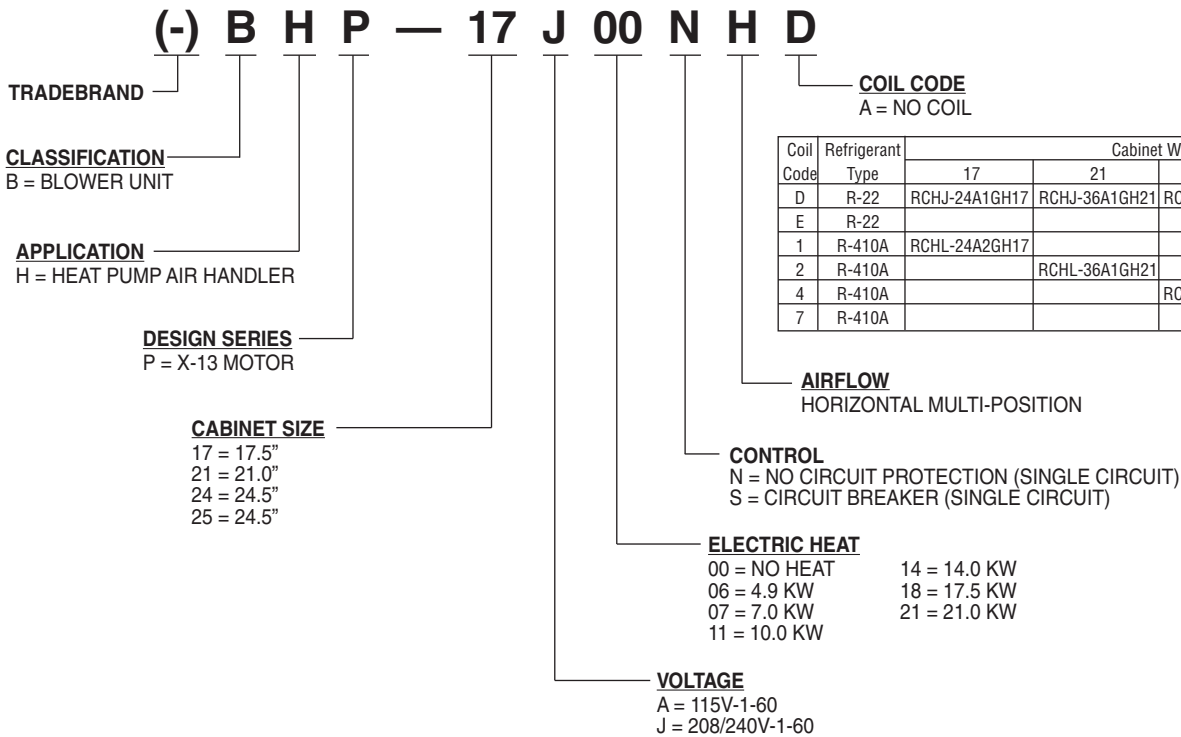 (-) B H P — 17 J 00 N H D
TRADEBRAND
CLASSIFICATION
B = BLOWER UNIT
APPLICATION
H = HEAT PUMP AIR HANDLER
DESIGN SERIES
P = X-13 MOTOR
CABINET SIZE
17 = 17.5”
21 = 21.0”
24 = 24.5”
25 = 24.5”
COIL CODE
A = NO COIL
Coil Refrigerant Cabinet W
Code Type 17 21
D R-22 RCHJ-24A1GH17 RCHJ-36A1GH21 RC
E R-22
1 R-410A RCHL-24A2GH17
2 R-410A RCHL-36A1GH21
4 R-410A RC
7 R-410A
AIRFLOW
HORIZONTAL MULTI-POSITION
CONTROL
N = NO CIRCUIT PROTECTION (SINGLE CIRCUIT)
S = CIRCUIT BREAKER (SINGLE CIRCUIT)
ELECTRIC HEAT
00 = NO HEAT 14 = 14.0 KW
06 = 4.9 KW 18 = 17.5 KW
07 = 7.0 KW 21 = 21.0 KW
11 = 10.0 KW
VOLTAGE
A = 115V-1-60
J = 208/240V-1-60